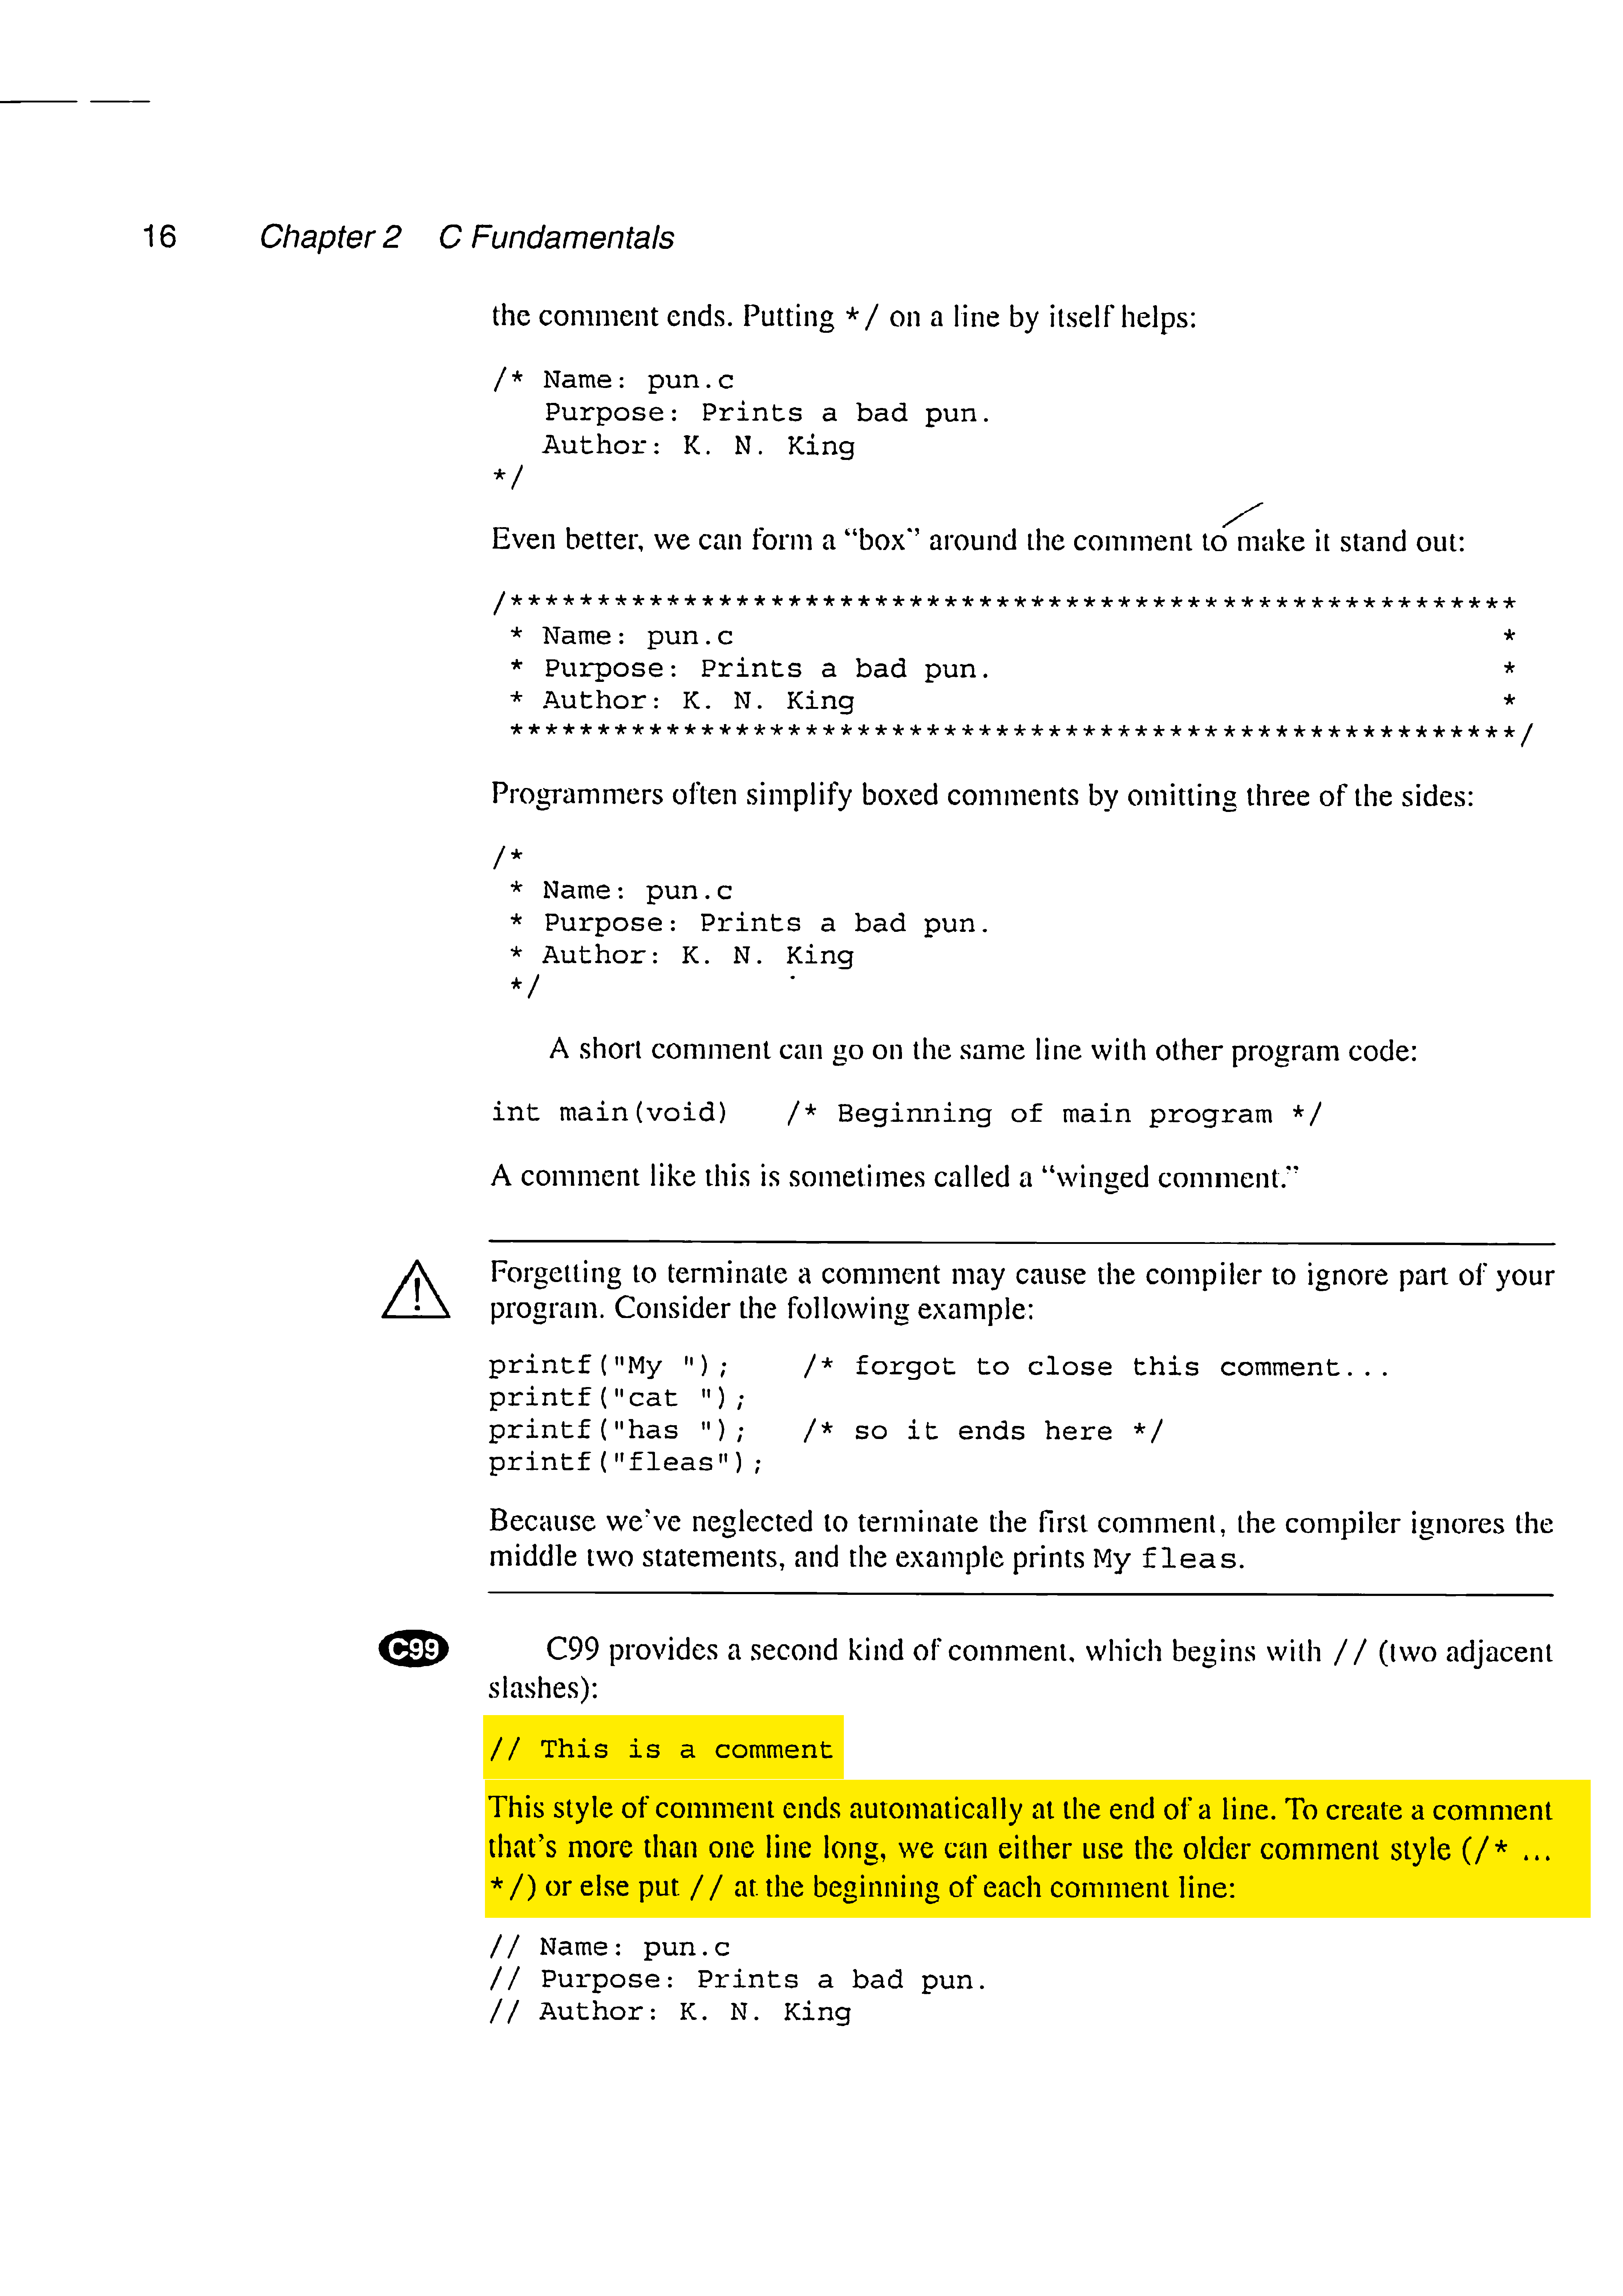 16 Chapter 2 C Fundamentals
the comment ends. Putting */ on a line by itself helps:
/* Name: pun.c
   Purpose: Prints a bad pun.
   Author: K. N. King
*/
Even better, we can form a “box” around the comment to make it stand out:
/**********************************************************
 * Name: pun.c                                             *
 * Purpose: Prints a bad pun.                              *
 * Author: K. N. King                                      *
 **********************************************************/
Programmers often simplify boxed comments by omitting three of the sides:
/*
 * Name: pun.c
 * Purpose: Prints a bad pun.
 * Author: K. N. King
 */
A short comment can go on the same line with other program code:
int main(void)   /* Beginning of main program */
A comment like this is sometimes called a “winged comment.”
Forgetting to terminate a comment may cause the compiler to ignore part of your
program. Consider the following example:
printf("My ");    /* forgot to close this comment...
printf("cat ");
printf("has ");   /* so it ends here */
printf("fleas");
Because we’ve neglected to terminate the first comment, the compiler ignores the
middle two statements, and the example prints My fleas.
C99 C99 provides a second kind of comment, which begins with // (two adjacent
slashes):
// This is a comment
This style of comment ends automatically at the end of a line. To create a comment
that’s more than one line long, we can either use the older comment style (/* ...
*/) or else put // at the beginning of each comment line:
// Name: pun.c
// Purpose: Prints a bad pun.
// Author: K. N. King